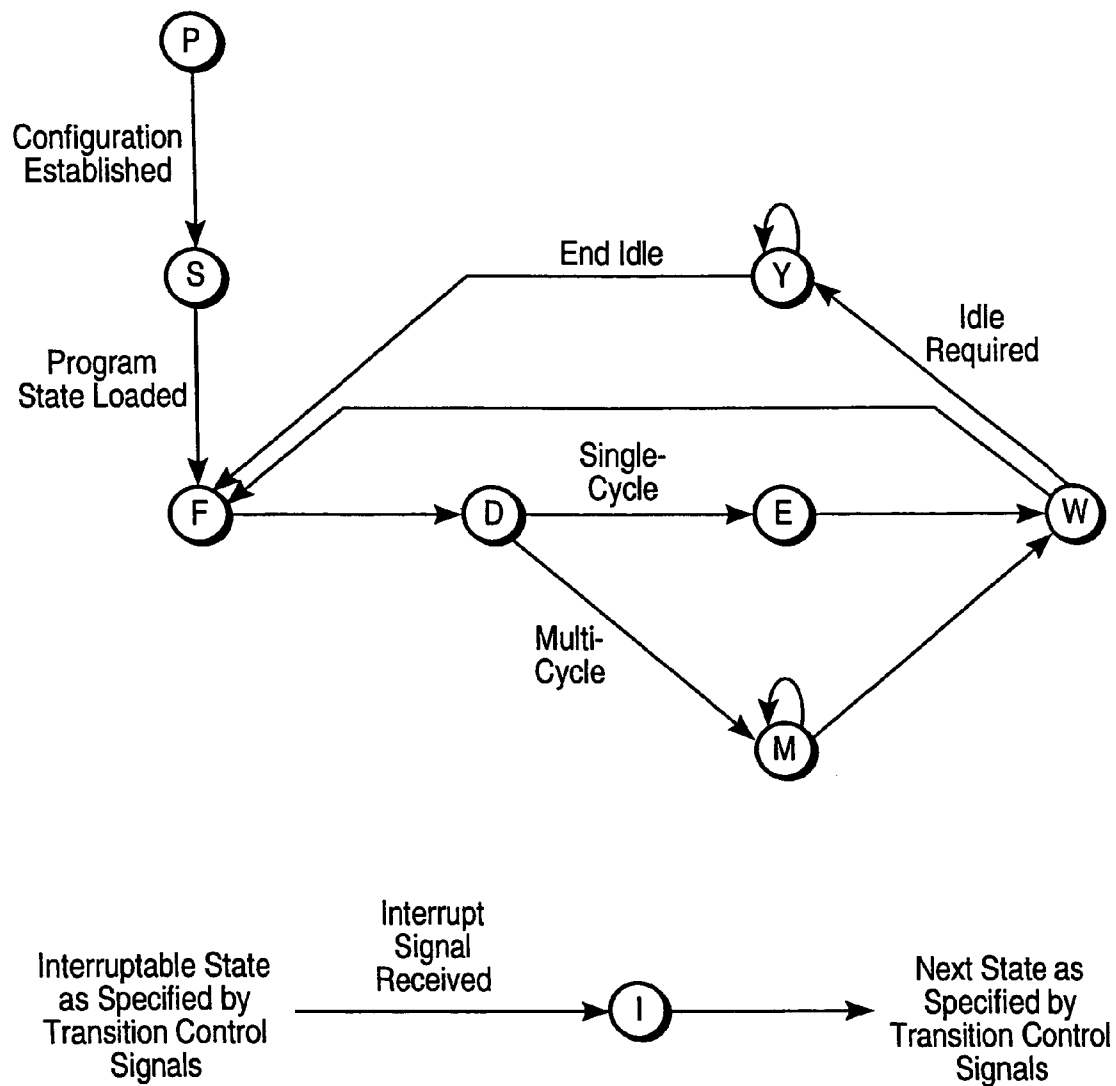 P
Configuration
Established
S
End Idle
Y
Idle
Required
Program
State Loaded
Single-
Cycle
F
D
E
W
Multi-
Cycle
M
Interrupt
Signal
Received
Interruptable State
as Specified by
Transition Control
Signals
I
Next State as
Specified by
Transition Control
Signals